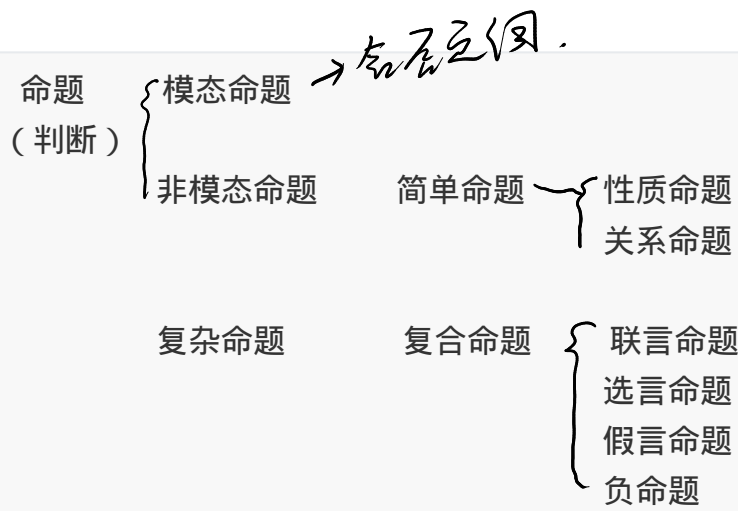 命题 模态命题
（判断）
非模态命题 简单命题 性质命题
关系命题
复杂命题 复合命题 联言命题
选言命题
假言命题
负命题